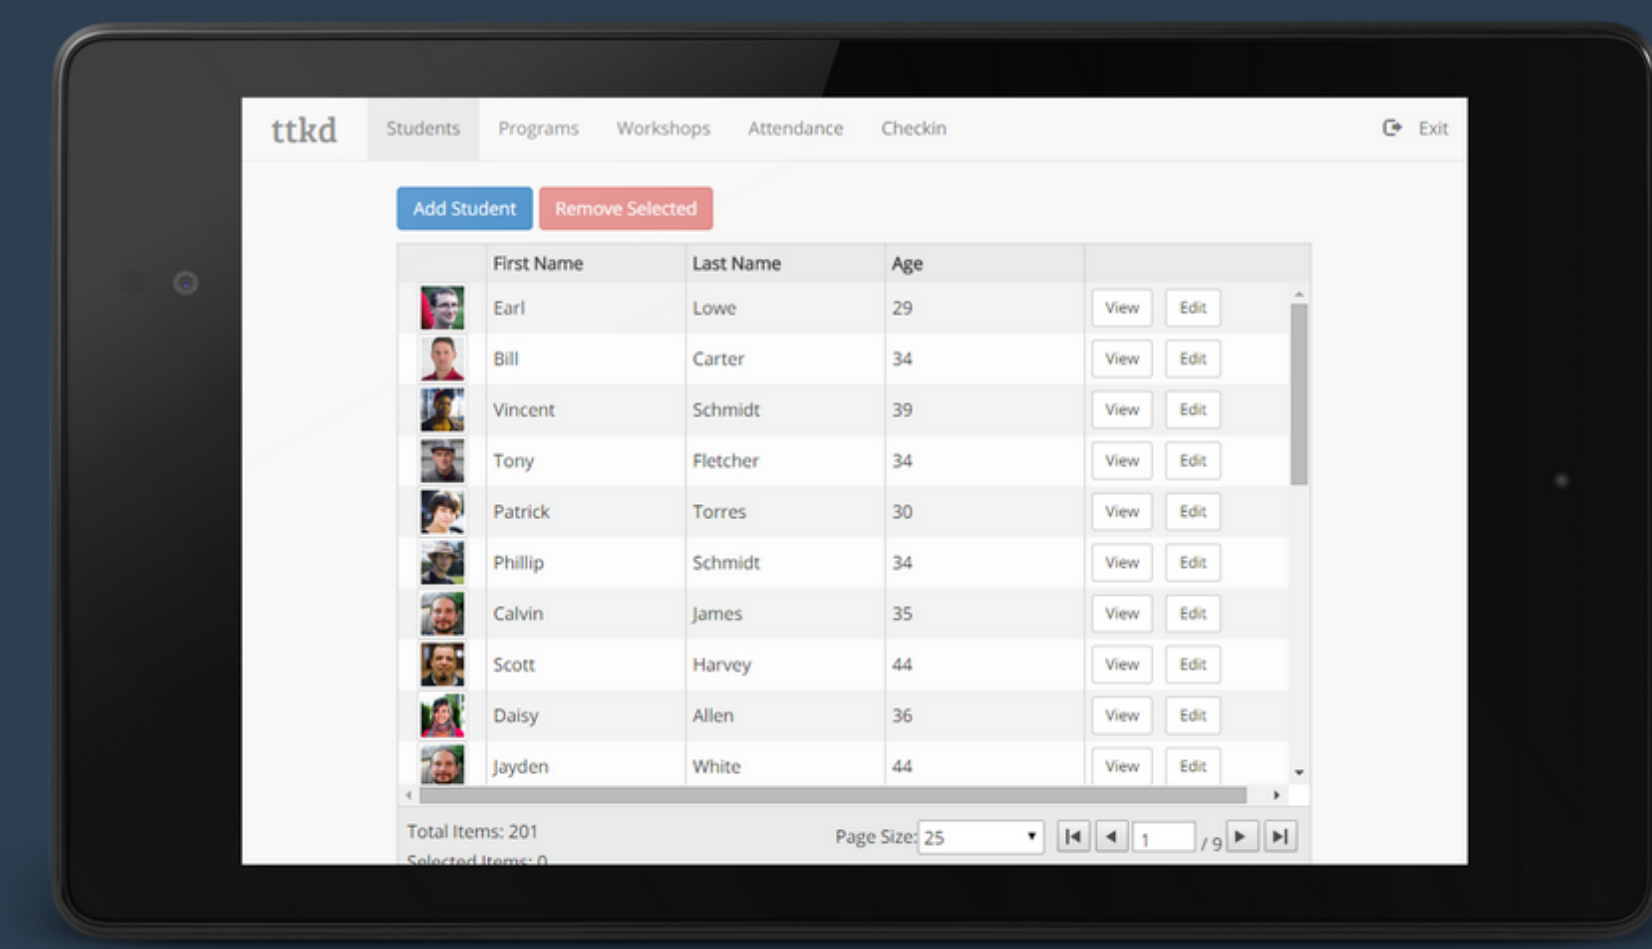 ttkd Students Programs Workshops Attendance Checkin Exit
Add Student Remove Selected
First Name Last Name Age
Earl Lowe 29 View Edit
Bill Carter 34 View Edit
Vincent Schmidt 39 View Edit
Tony Fletcher 34 View Edit
Patrick Torres 30 View Edit
Phillip Schmidt 34 View Edit
Calvin James 35 View Edit
Scott Harvey 44 View Edit
Daisy Allen 36 View Edit
Jayden White 44 View Edit
Total Items: 201 Page Size: 25 1 / 9
Selected Items: 0